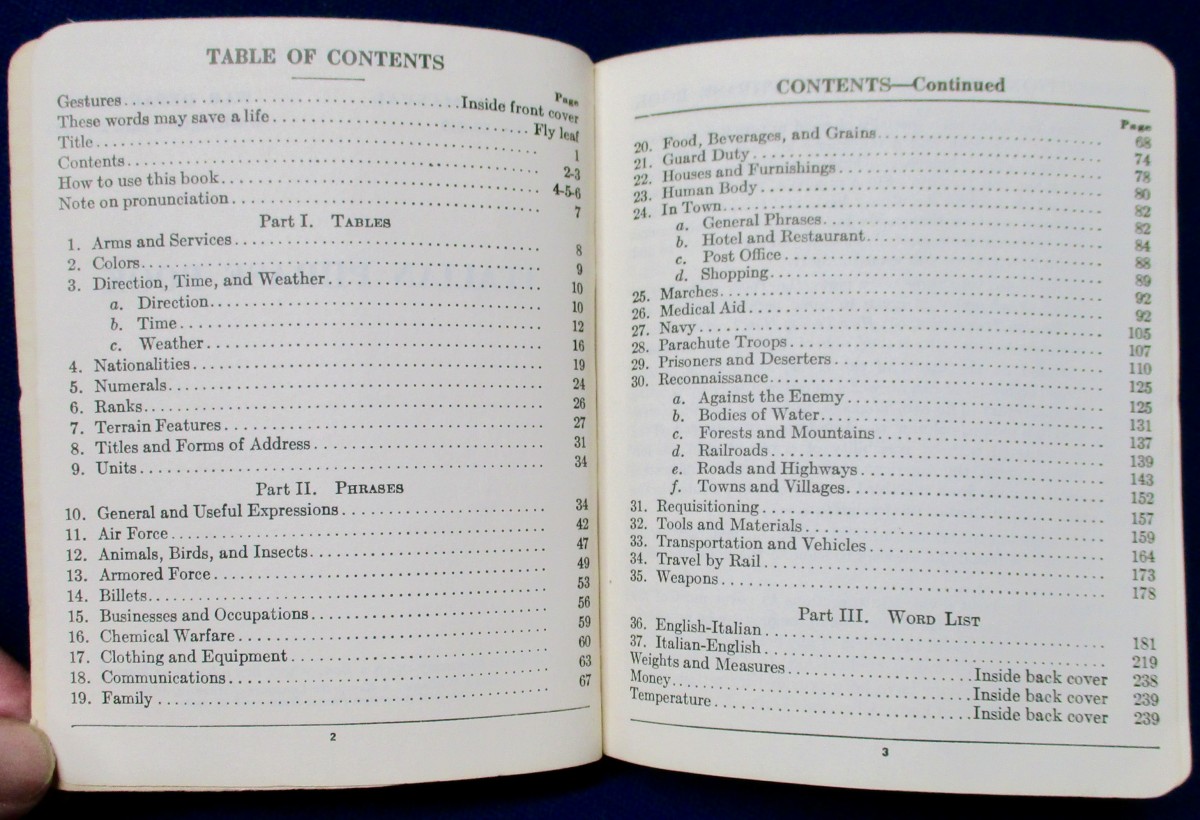 TABLE OF CONTENTS
Page
Gestures........Inside front cover
These words may save a life........Fly leaf
Title........1
Contents........2-3
How to use this book........4-5-6
Note on pronunciation........7
Part I. TABLES
1. Arms and Services........8
2. Colors........9
3. Direction, Time, and Weather........10
a. Direction........10
b. Time........12
c. Weather........16
4. Nationalities........19
5. Numerals........24
6. Ranks........26
7. Terrain Features........27
8. Titles and Forms of Address........31
9. Units........34
Part II. PHRASES
10. General and Useful Expressions........34
11. Air Force........42
12. Animals, Birds, and Insects........47
13. Armored Force........49
14. Billets........53
15. Businesses and Occupations........56
16. Chemical Warfare........59
17. Clothing and Equipment........60
18. Communications........63
19. Family........67
2
CONTENTS—Continued
Page
20. Food, Beverages, and Grains........68
21. Guard Duty........74
22. Houses and Furnishings........78
23. Human Body........80
24. In Town........82
a. General Phrases........82
b. Hotel and Restaurant........84
c. Post Office........88
d. Shopping........89
25. Marches........92
26. Medical Aid........92
27. Navy........105
28. Parachute Troops........107
29. Prisoners and Deserters........110
30. Reconnaissance........125
a. Against the Enemy........125
b. Bodies of Water........131
c. Forests and Mountains........137
d. Railroads........139
e. Roads and Highways........143
f. Towns and Villages........152
31. Requisitioning........157
32. Tools and Materials........159
33. Transportation and Vehicles........164
34. Travel by Rail........173
35. Weapons........178
Part III. WORD LIST
36. English-Italian........181
37. Italian-English........219
Weights and Measures........Inside back cover 238
Money........Inside back cover 239
Temperature........Inside back cover 239
3